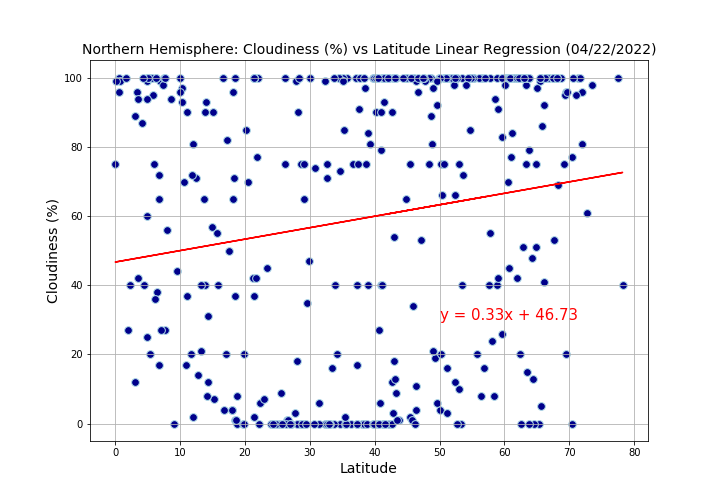 Northern Hemisphere: Cloudiness (%) vs Latitude Linear Regression (04/22/2022)
100
80
60
40
20
0
Cloudiness (%)
y = 0.33x + 46.73
0 10 20 30 40 50 60 70 80
Latitude